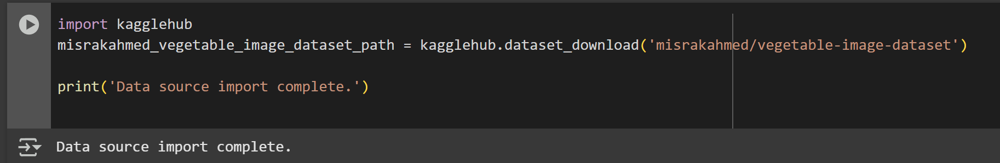 import kagglehub
misrakahmed_vegetable_image_dataset_path = kagglehub.dataset_download('misrakahmed/vegetable-image-dataset')
print('Data source import complete.')
Data source import complete.